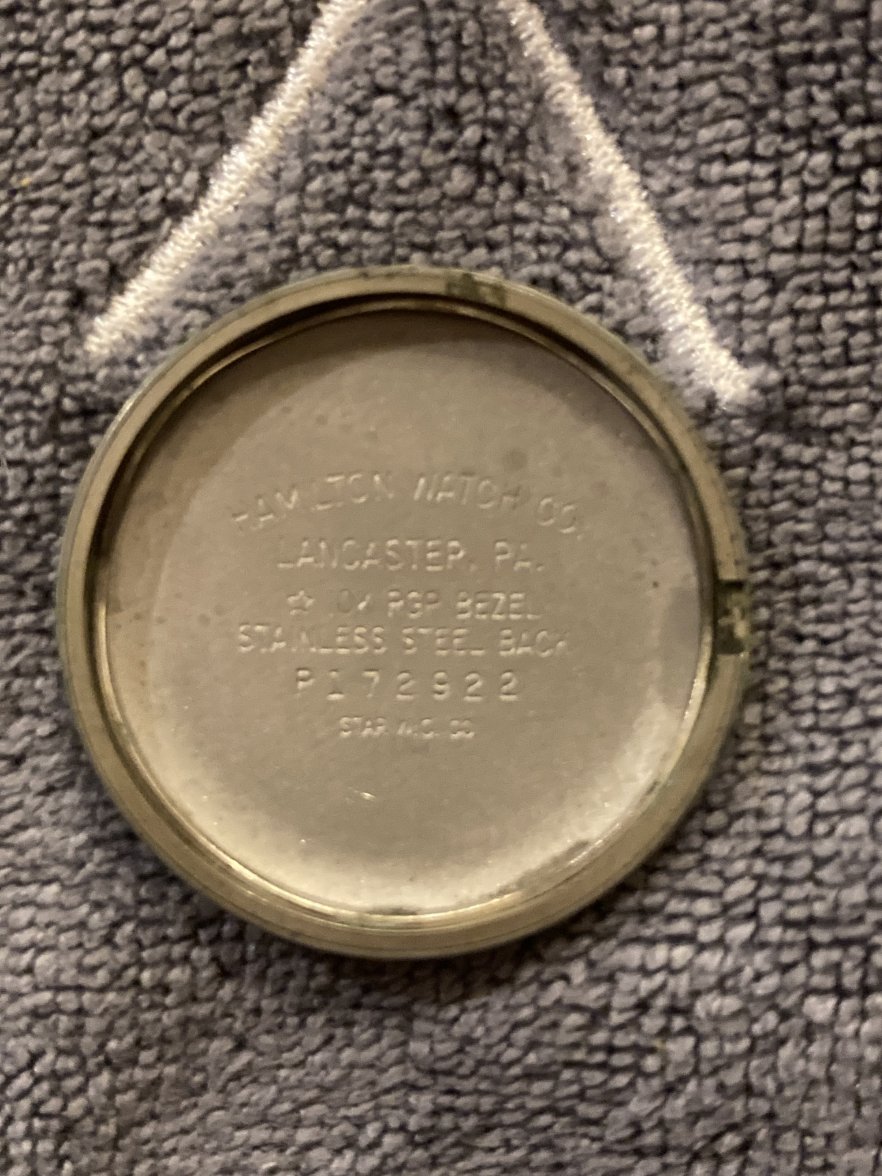 HAMILTON WATCH CO.
LANCASTER, PA.
☆ 10K RGP BEZEL
STAINLESS STEEL BACK
P172922
STAR W.C. CO